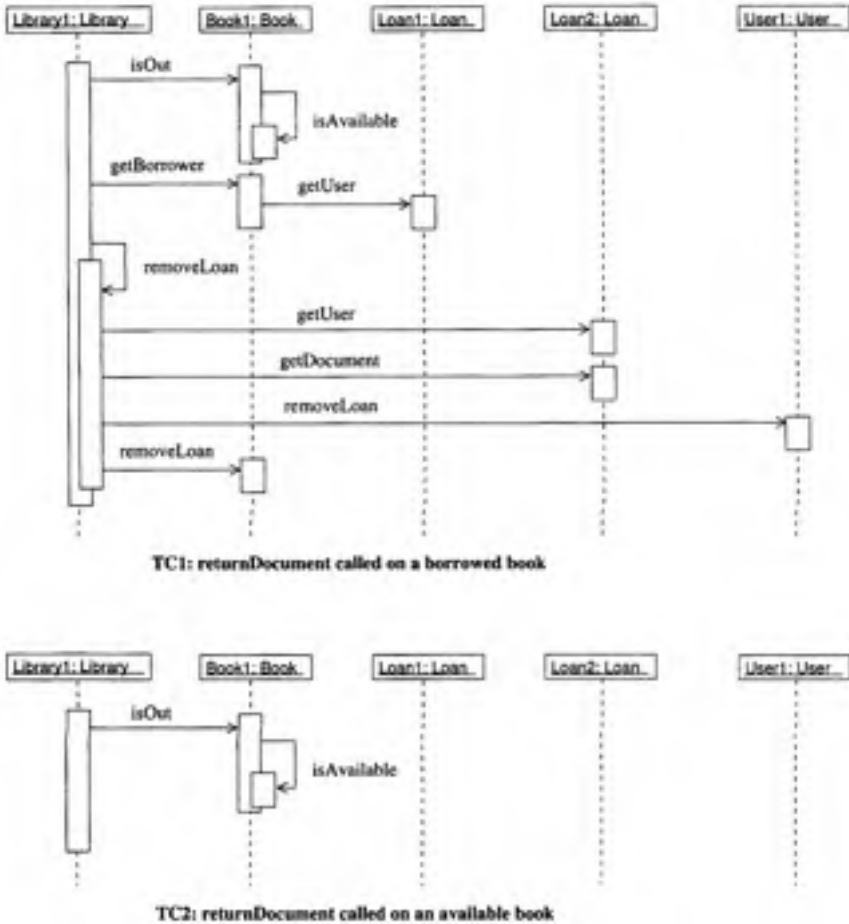 Library1: Library
Book1: Book
Loan1: Loan
Loan2: Loan
User1: User
isOut
isAvailable
getBorrower
getUser
removeLoan
getUser
getDocument
removeLoan
removeLoan
TC1: returnDocument called on a borrowed book
Library1: Library
Book1: Book
Loan1: Loan
Loan2: Loan
User1: User
isOut
isAvailable
TC2: returnDocument called on an available book